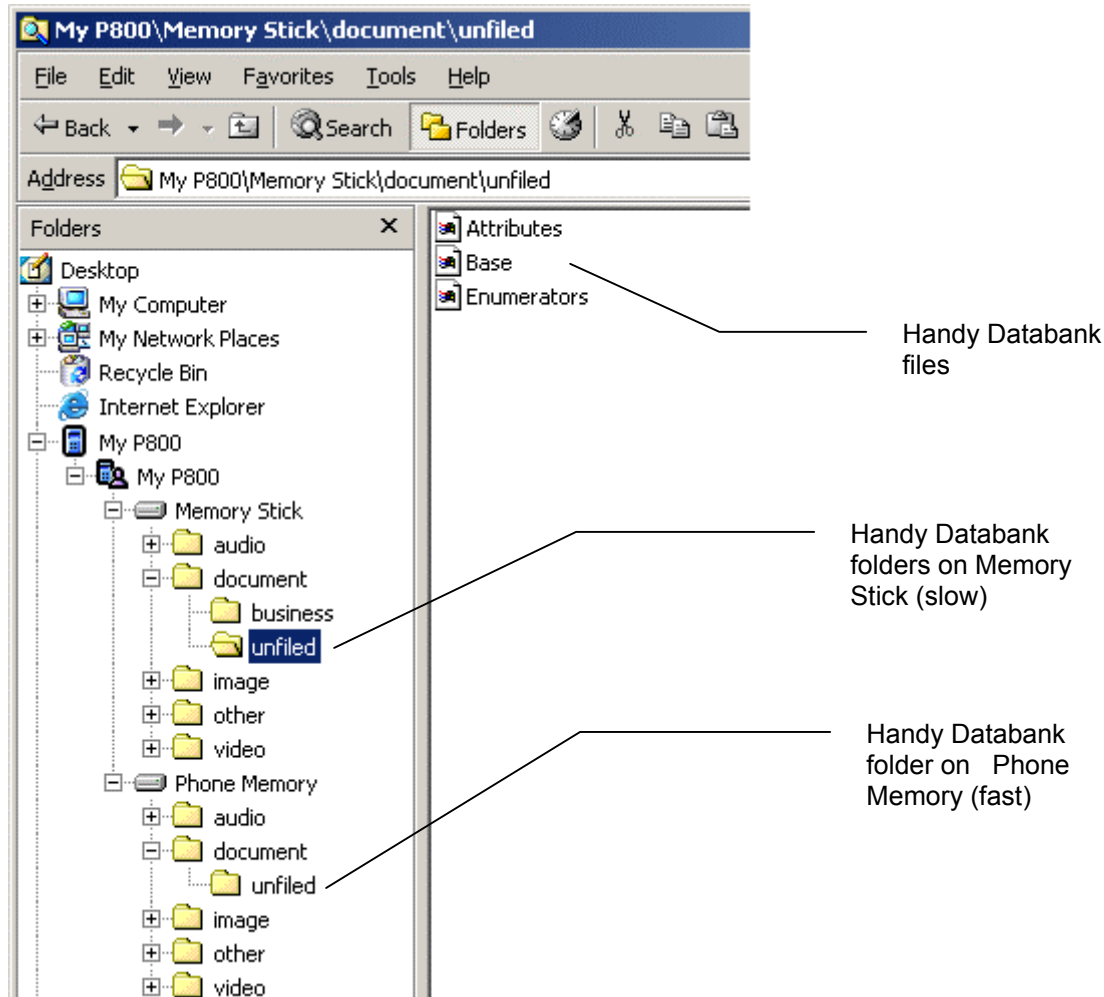 My P800\Memory Stick\document\unfiled
File Edit View Favorites Tools Help
Back Search Folders
Address My P800\Memory Stick\document\unfiled
Folders x
Desktop
My Computer
My Network Places
Recycle Bin
Internet Explorer
My P800
My P800
Memory Stick
audio
document
business
unfiled
image
other
video
Phone Memory
audio
document
unfiled
image
other
video
Attributes
Base
Enumerators
Handy Databank
files
Handy Databank
folders on Memory
Stick (slow)
Handy Databank
folder on Phone
Memory (fast)